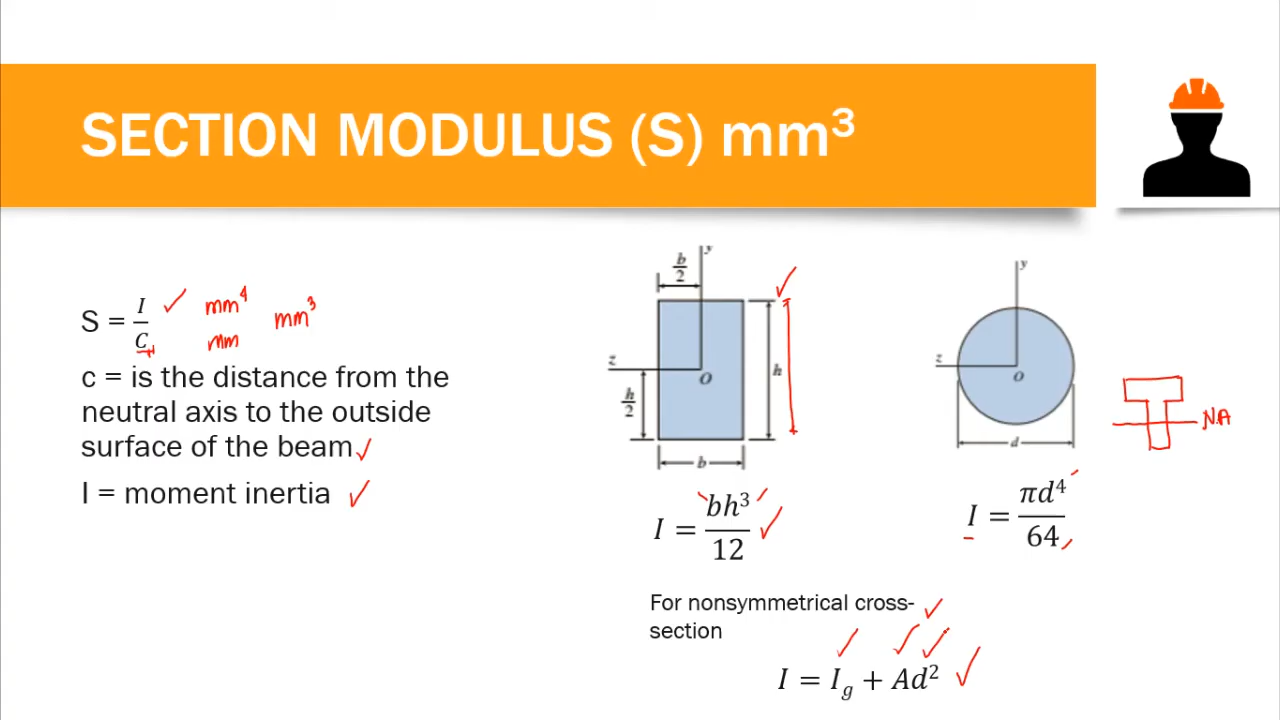 SECTION MODULUS (S) mm³
S = I/C
mm⁴
mm
mm³
c = is the distance from the
neutral axis to the outside
surface of the beam
I = moment inertia
y
b/2
z
O
h
h/2
b
I = bh³/12
y
z
O
d
I = πd⁴/64
NA
For nonsymmetrical cross-
section
I = I_g + Ad²